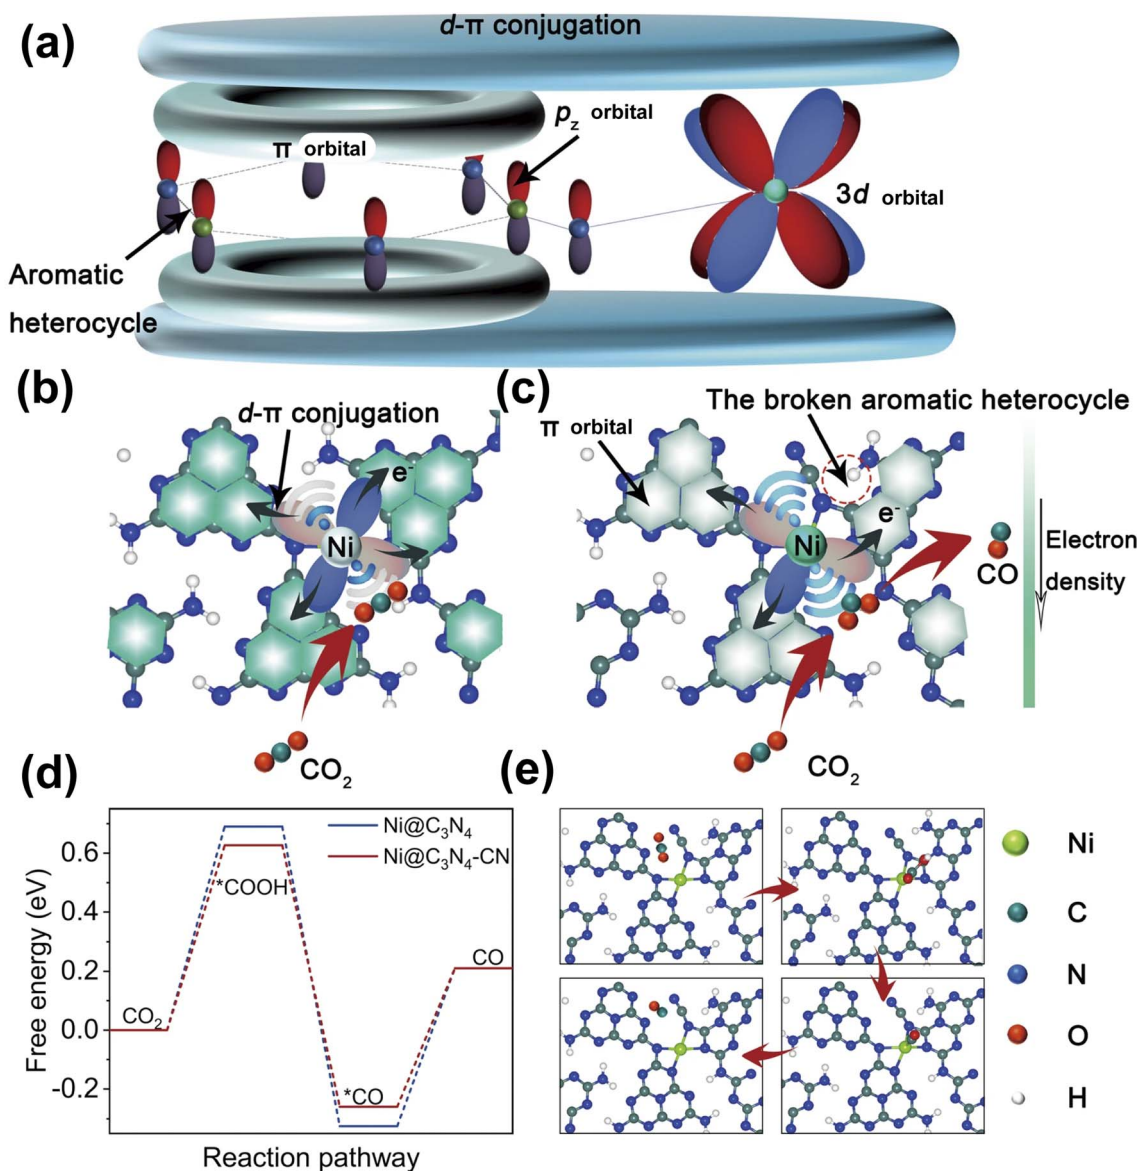 (a)
d-π conjugation
π orbital
p_z orbital
3d orbital
Aromatic
heterocycle
(b)
d-π conjugation
e⁻
Ni
CO₂
(c)
The broken aromatic heterocycle
π orbital
e⁻
Ni
CO
Electron
density
CO₂
(d)
Free energy (eV)
0.6
0.4
0.2
0.0
-0.2
Ni@C₃N₄
Ni@C₃N₄-CN
*COOH
CO
CO₂
*CO
Reaction pathway
(e)
Ni
C
N
O
H